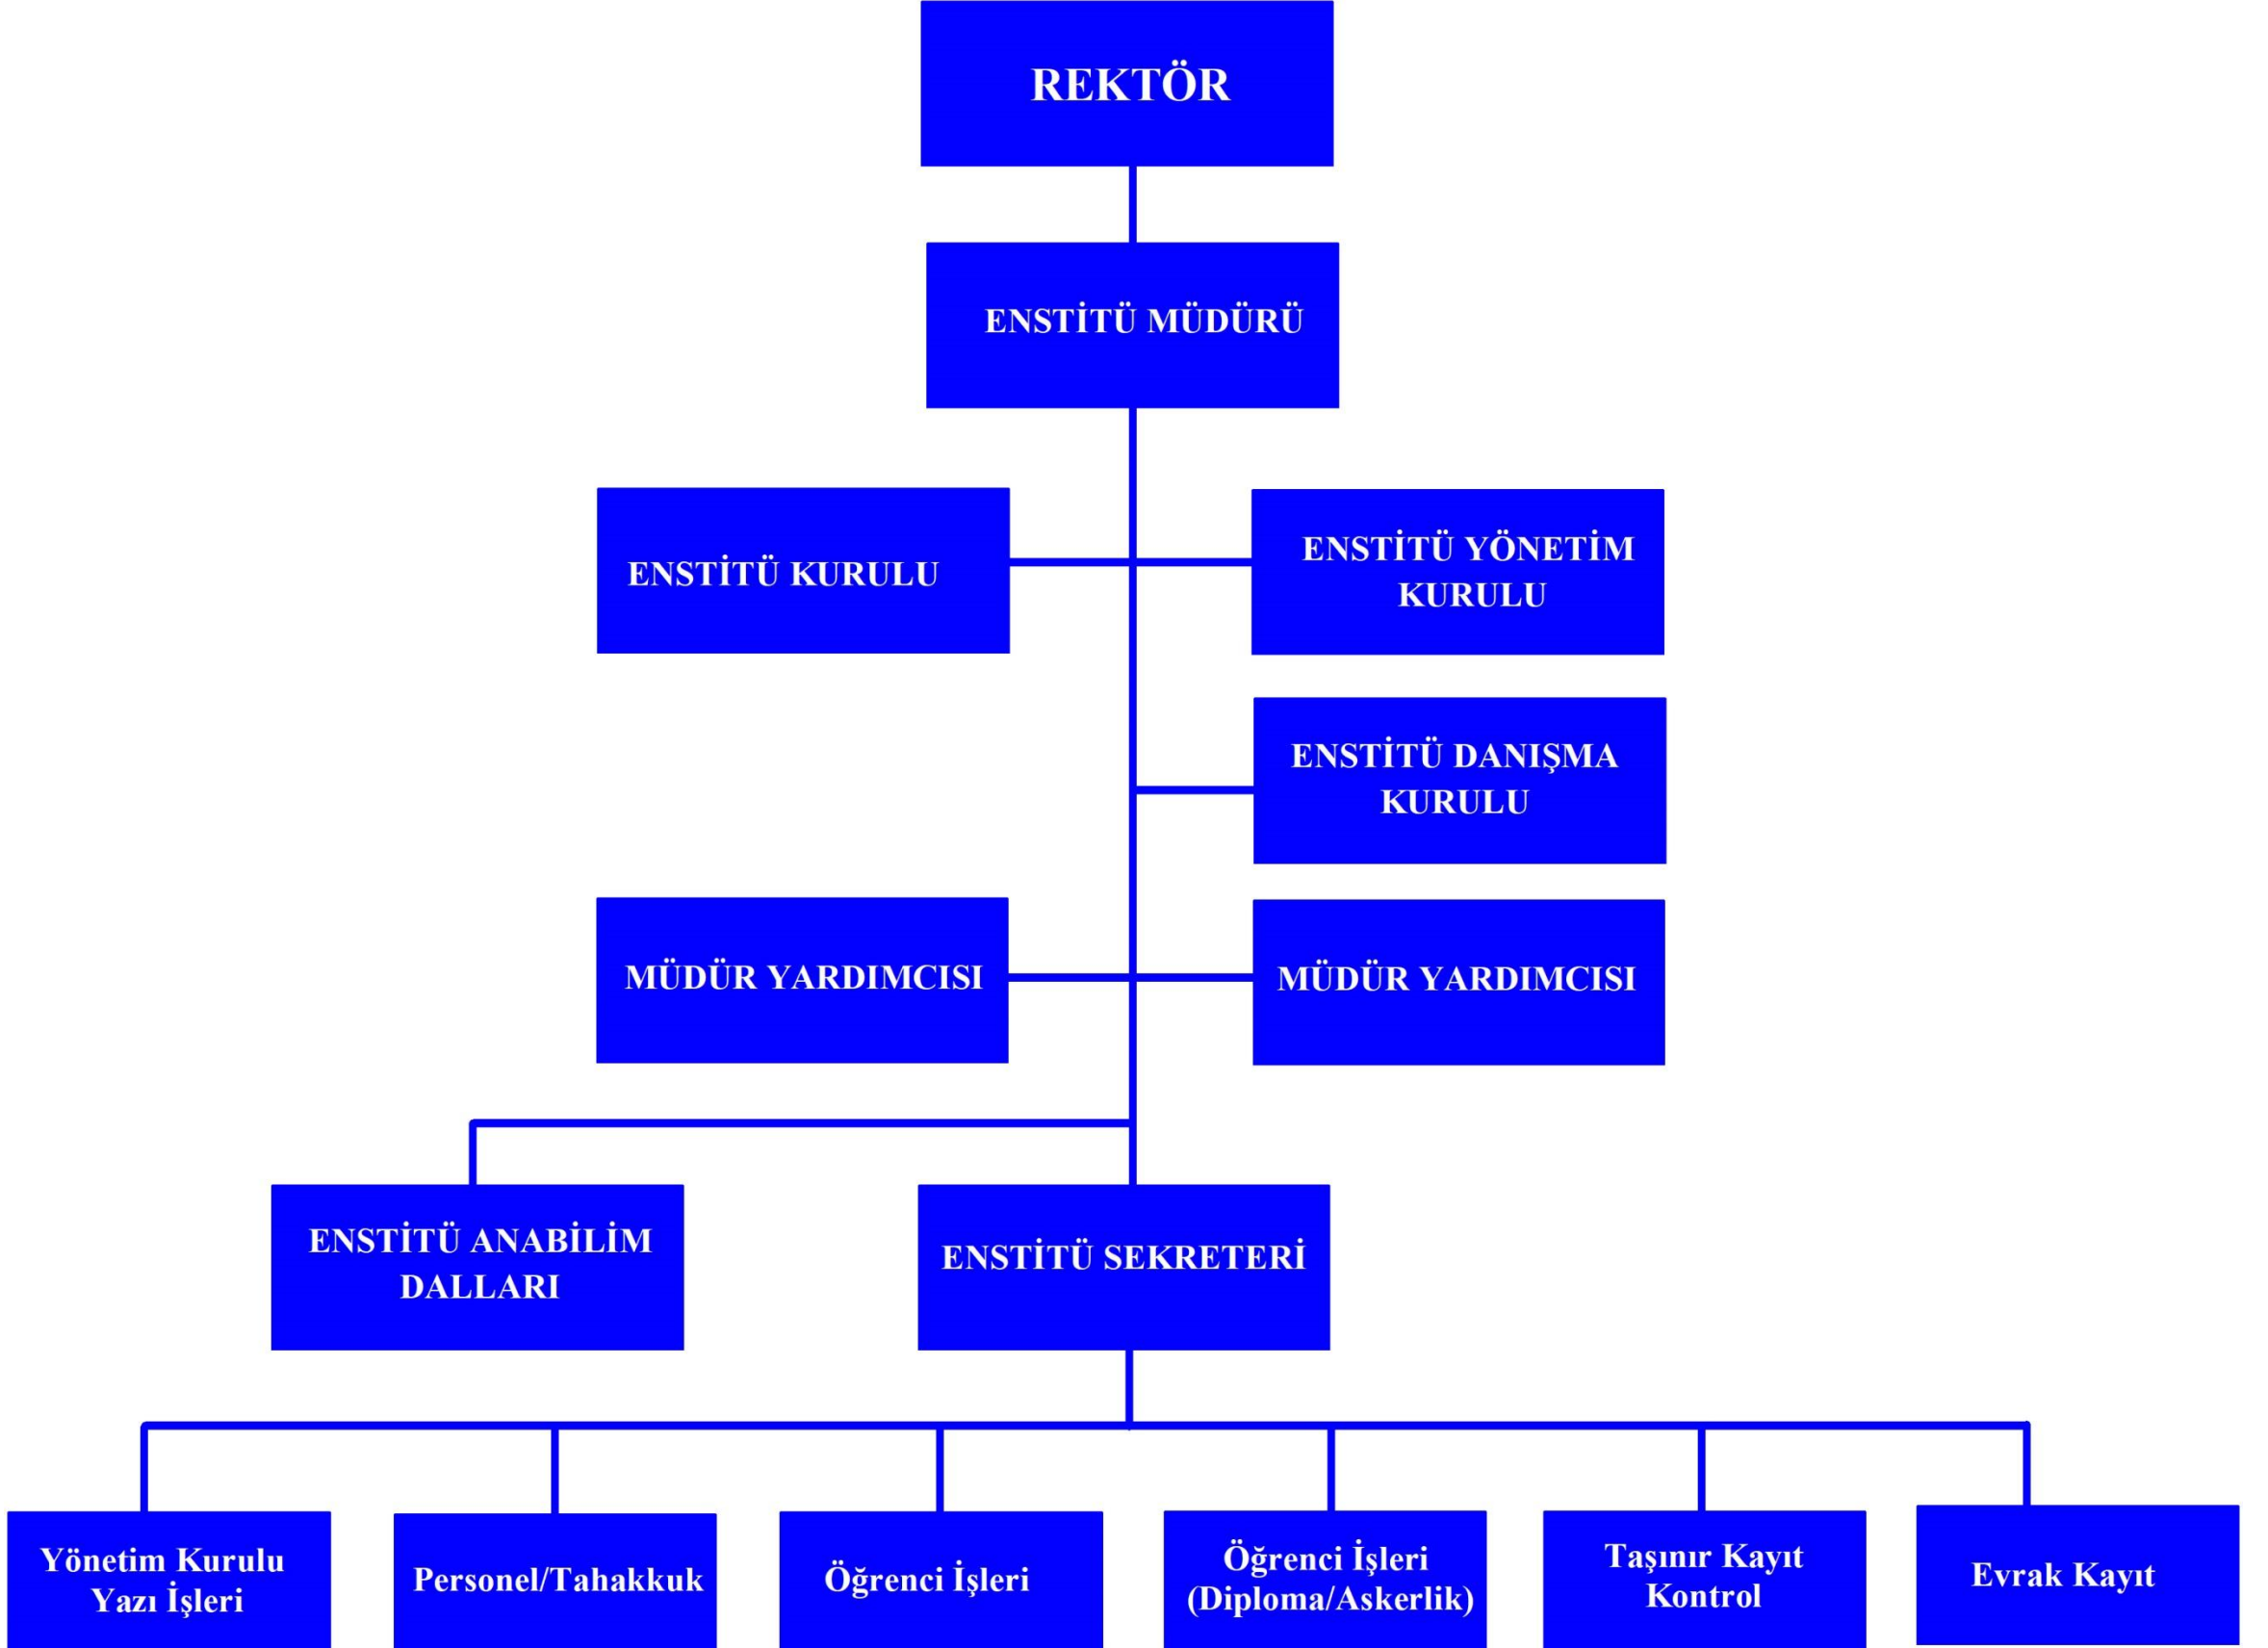 REKTÖR
ENSTİTÜ MÜDÜRÜ
ENSTİTÜ KURULU
ENSTİTÜ YÖNETİM
KURULU
ENSTİTÜ DANIŞMA
KURULU
MÜDÜR YARDIMCISI
MÜDÜR YARDIMCISI
ENSTİTÜ ANABİLİM
DALLARI
ENSTİTÜ SEKRETERİ
Yönetim Kurulu
Yazı İşleri
Personel/Tahakkuk
Öğrenci İşleri
Öğrenci İşleri
(Diploma/Askerlik)
Taşınır Kayıt
Kontrol
Evrak Kayıt